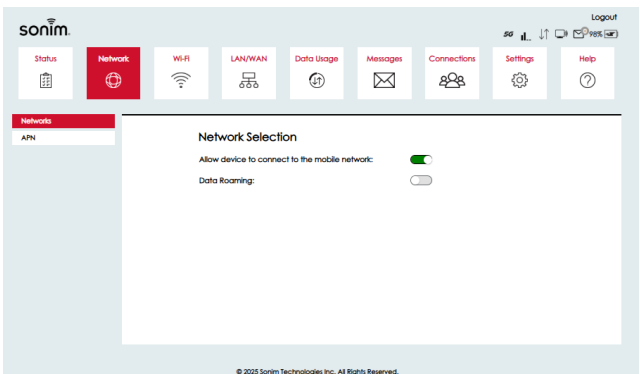 Logout
sonim.
5G 98%
Status Network Wi-Fi LAN/WAN Data Usage Messages Connections Settings Help
Networks
APN
Network Selection
Allow device to connect to the mobile network:
Data Roaming:
© 2025 Sonim Technologies Inc. All Rights Reserved.